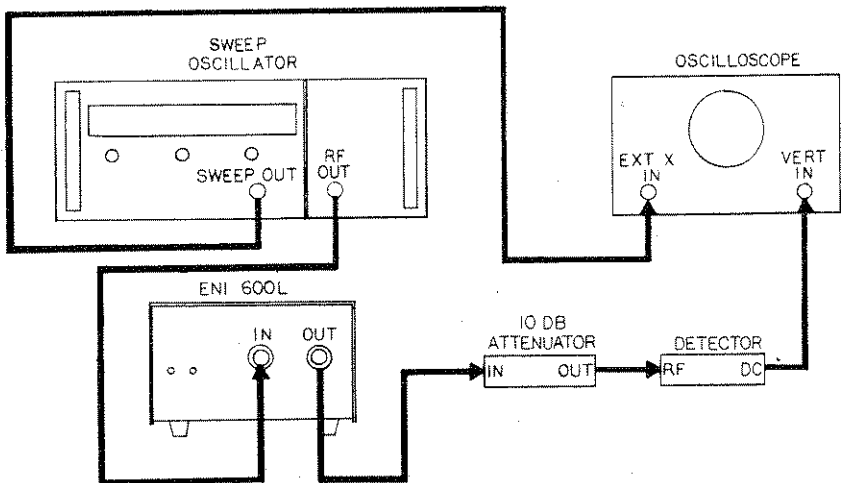 SWEEP
OSCILLATOR
OSCILLOSCOPE
SWEEP OUT
RF
OUT
EXT X
IN
VERT
IN
ENI 600L
IN
OUT
10 DB
ATTENUATOR
IN
OUT
DETECTOR
RF
DC